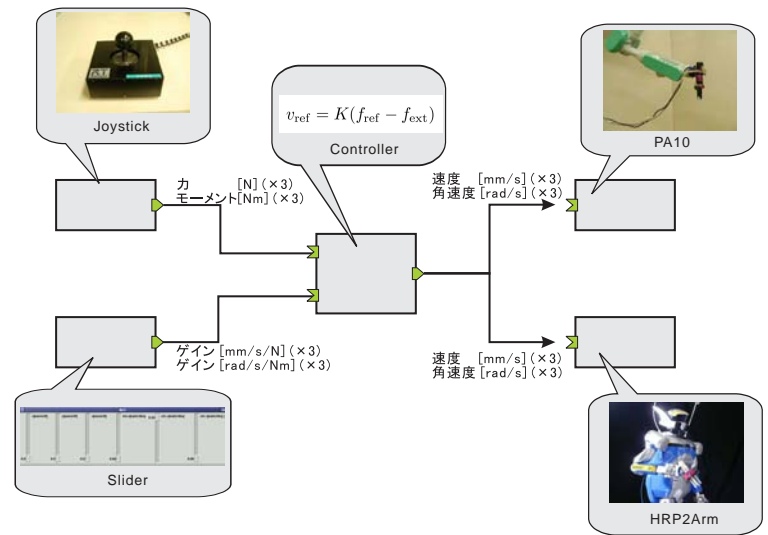 Joystick
v_ref = K(f_ref − f_ext)
Controller
PA10
力 [N](×3)
モーメント[Nm](×3)
速度 [mm/s](×3)
角速度[rad/s](×3)
ゲイン[mm/s/N](×3)
ゲイン[rad/s/Nm](×3)
速度 [mm/s](×3)
角速度[rad/s](×3)
Slider
HRP2Arm